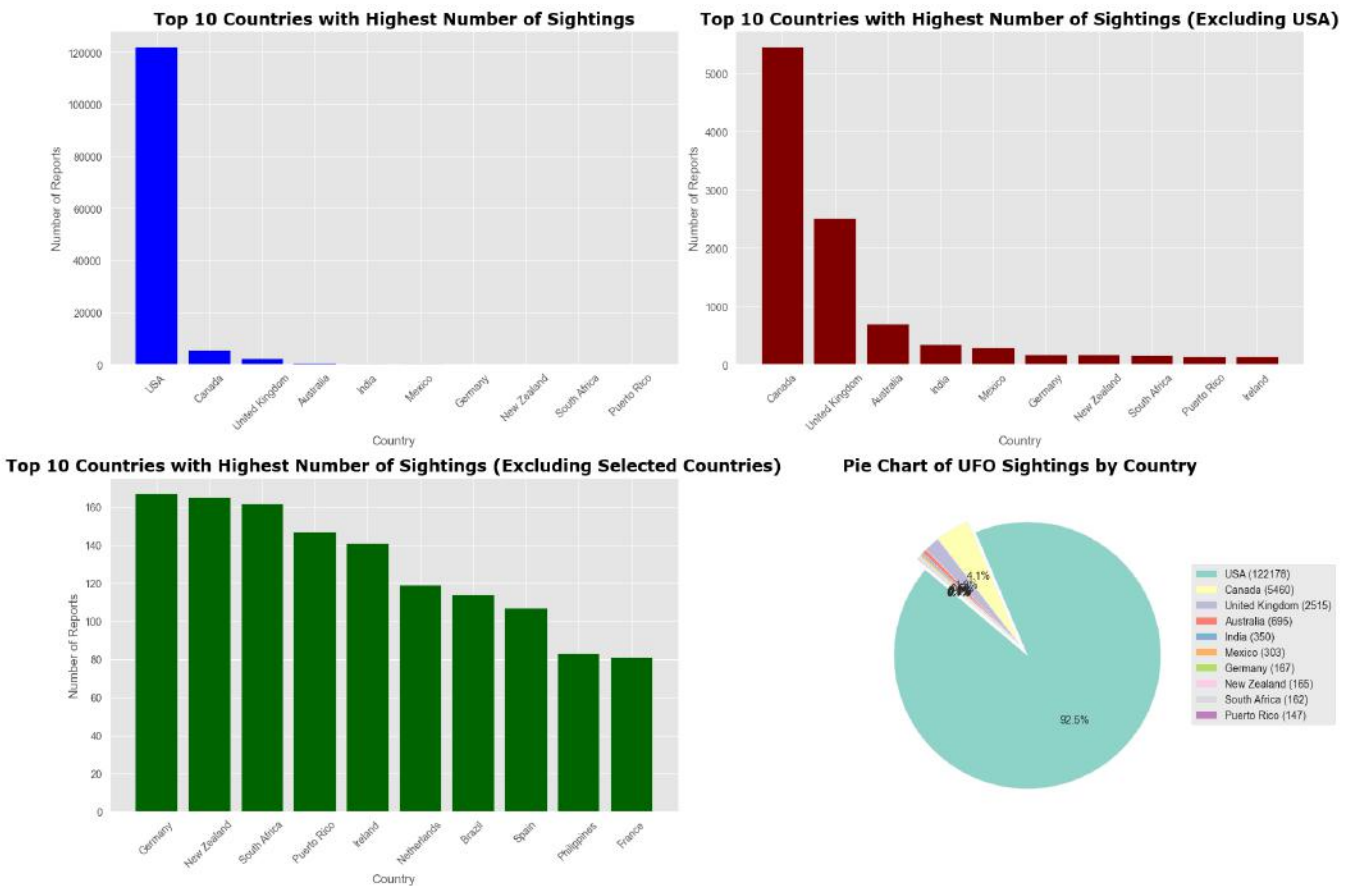 Top 10 Countries with Highest Number of Sightings
120000
100000
80000
60000
40000
20000
0
Number of Reports
USA
Canada
United Kingdom
Australia
India
Mexico
Germany
New Zealand
South Africa
Puerto Rico
Country
Top 10 Countries with Highest Number of Sightings (Excluding USA)
5000
4000
3000
2000
1000
0
Number of Reports
Canada
United Kingdom
Australia
India
Mexico
Germany
New Zealand
South Africa
Puerto Rico
Ireland
Country
Top 10 Countries with Highest Number of Sightings (Excluding Selected Countries)
160
140
120
100
80
60
40
20
0
Number of Reports
Germany
New Zealand
South Africa
Puerto Rico
Ireland
Netherlands
Brazil
Spain
Philippines
France
Country
Pie Chart of UFO Sightings by Country
4.1%
92.5%
USA (122178)
Canada (5460)
United Kingdom (2515)
Australia (695)
India (350)
Mexico (303)
Germany (167)
New Zealand (165)
South Africa (162)
Puerto Rico (147)